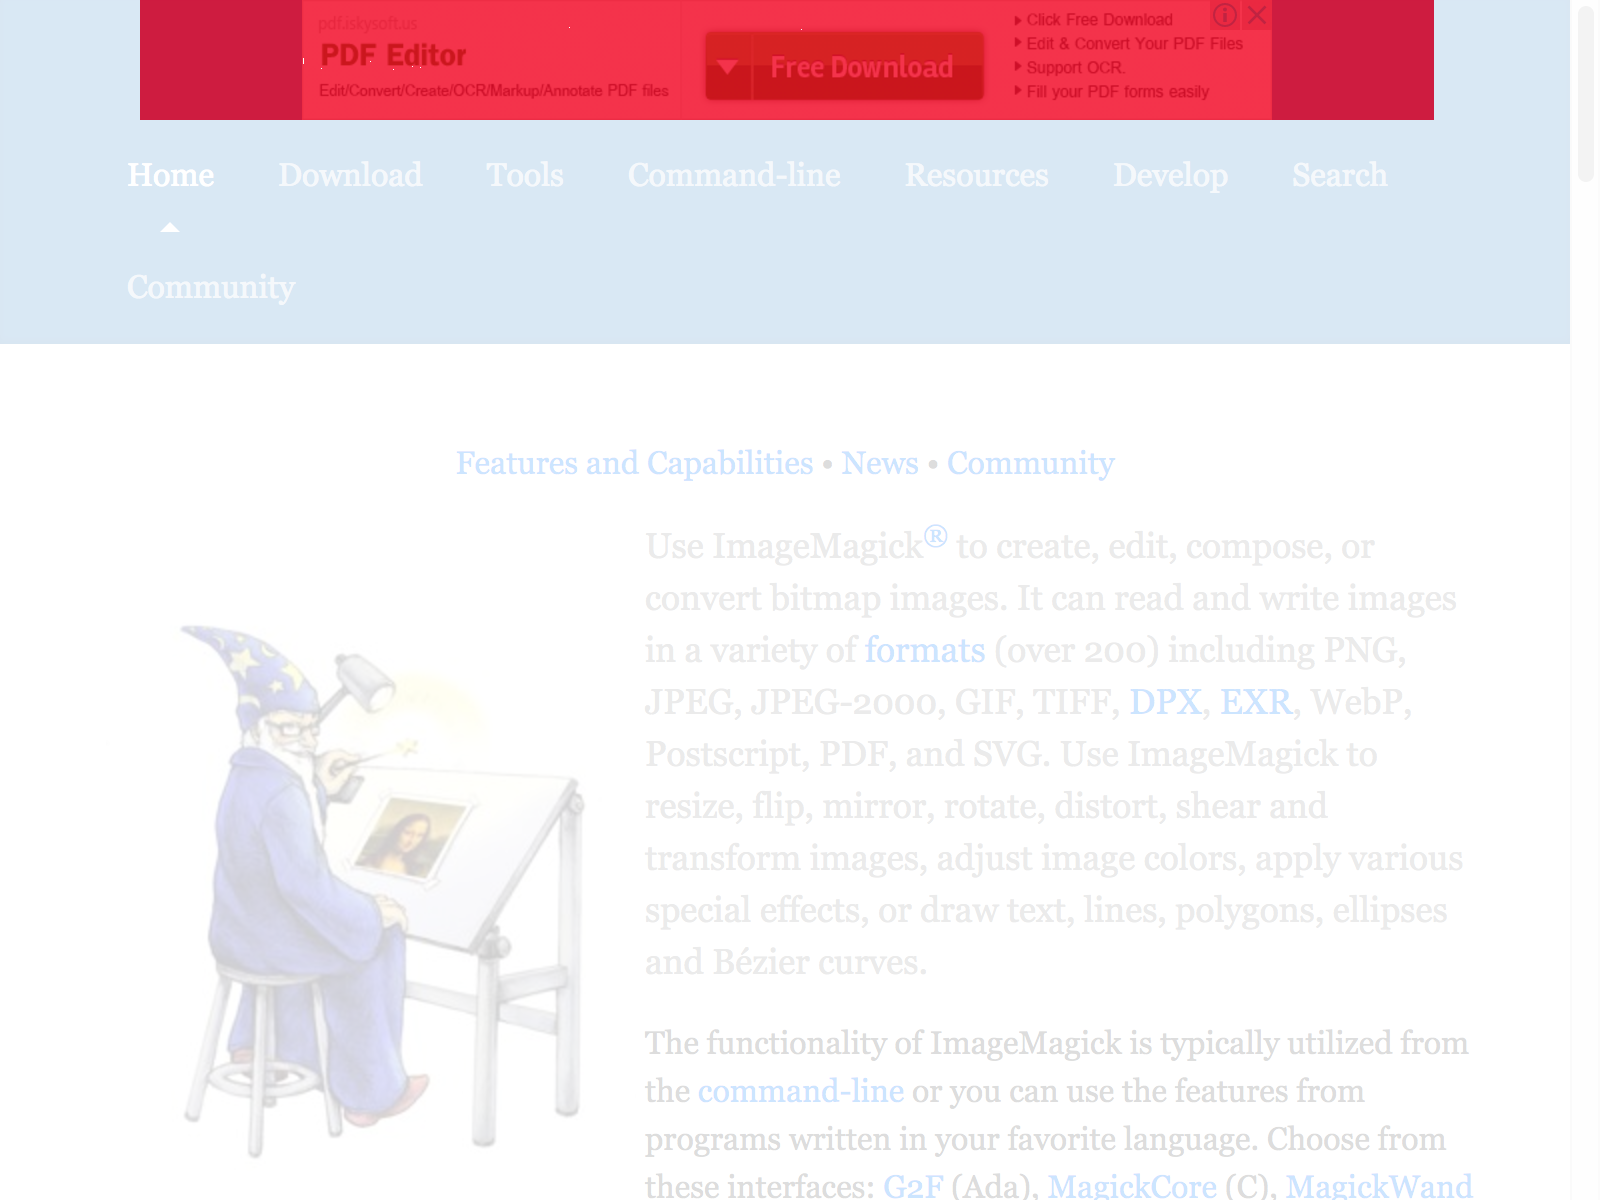 pdf.iskysoft.us
PDF Editor
Edit/Convert/Create/OCR/Markup/Annotate PDF files
Free Download
Click Free Download
Edit & Convert Your PDF Files
Support OCR.
Fill your PDF forms easily
Home Download Tools Command-line Resources Develop Search
Community
Features and Capabilities • News • Community
Use ImageMagick® to create, edit, compose, or
convert bitmap images. It can read and write images
in a variety of formats (over 200) including PNG,
JPEG, JPEG-2000, GIF, TIFF, DPX, EXR, WebP,
Postscript, PDF, and SVG. Use ImageMagick to
resize, flip, mirror, rotate, distort, shear and
transform images, adjust image colors, apply various
special effects, or draw text, lines, polygons, ellipses
and Bézier curves.
The functionality of ImageMagick is typically utilized from
the command-line or you can use the features from
programs written in your favorite language. Choose from
these interfaces: G2F (Ada), MagickCore (C), MagickWand